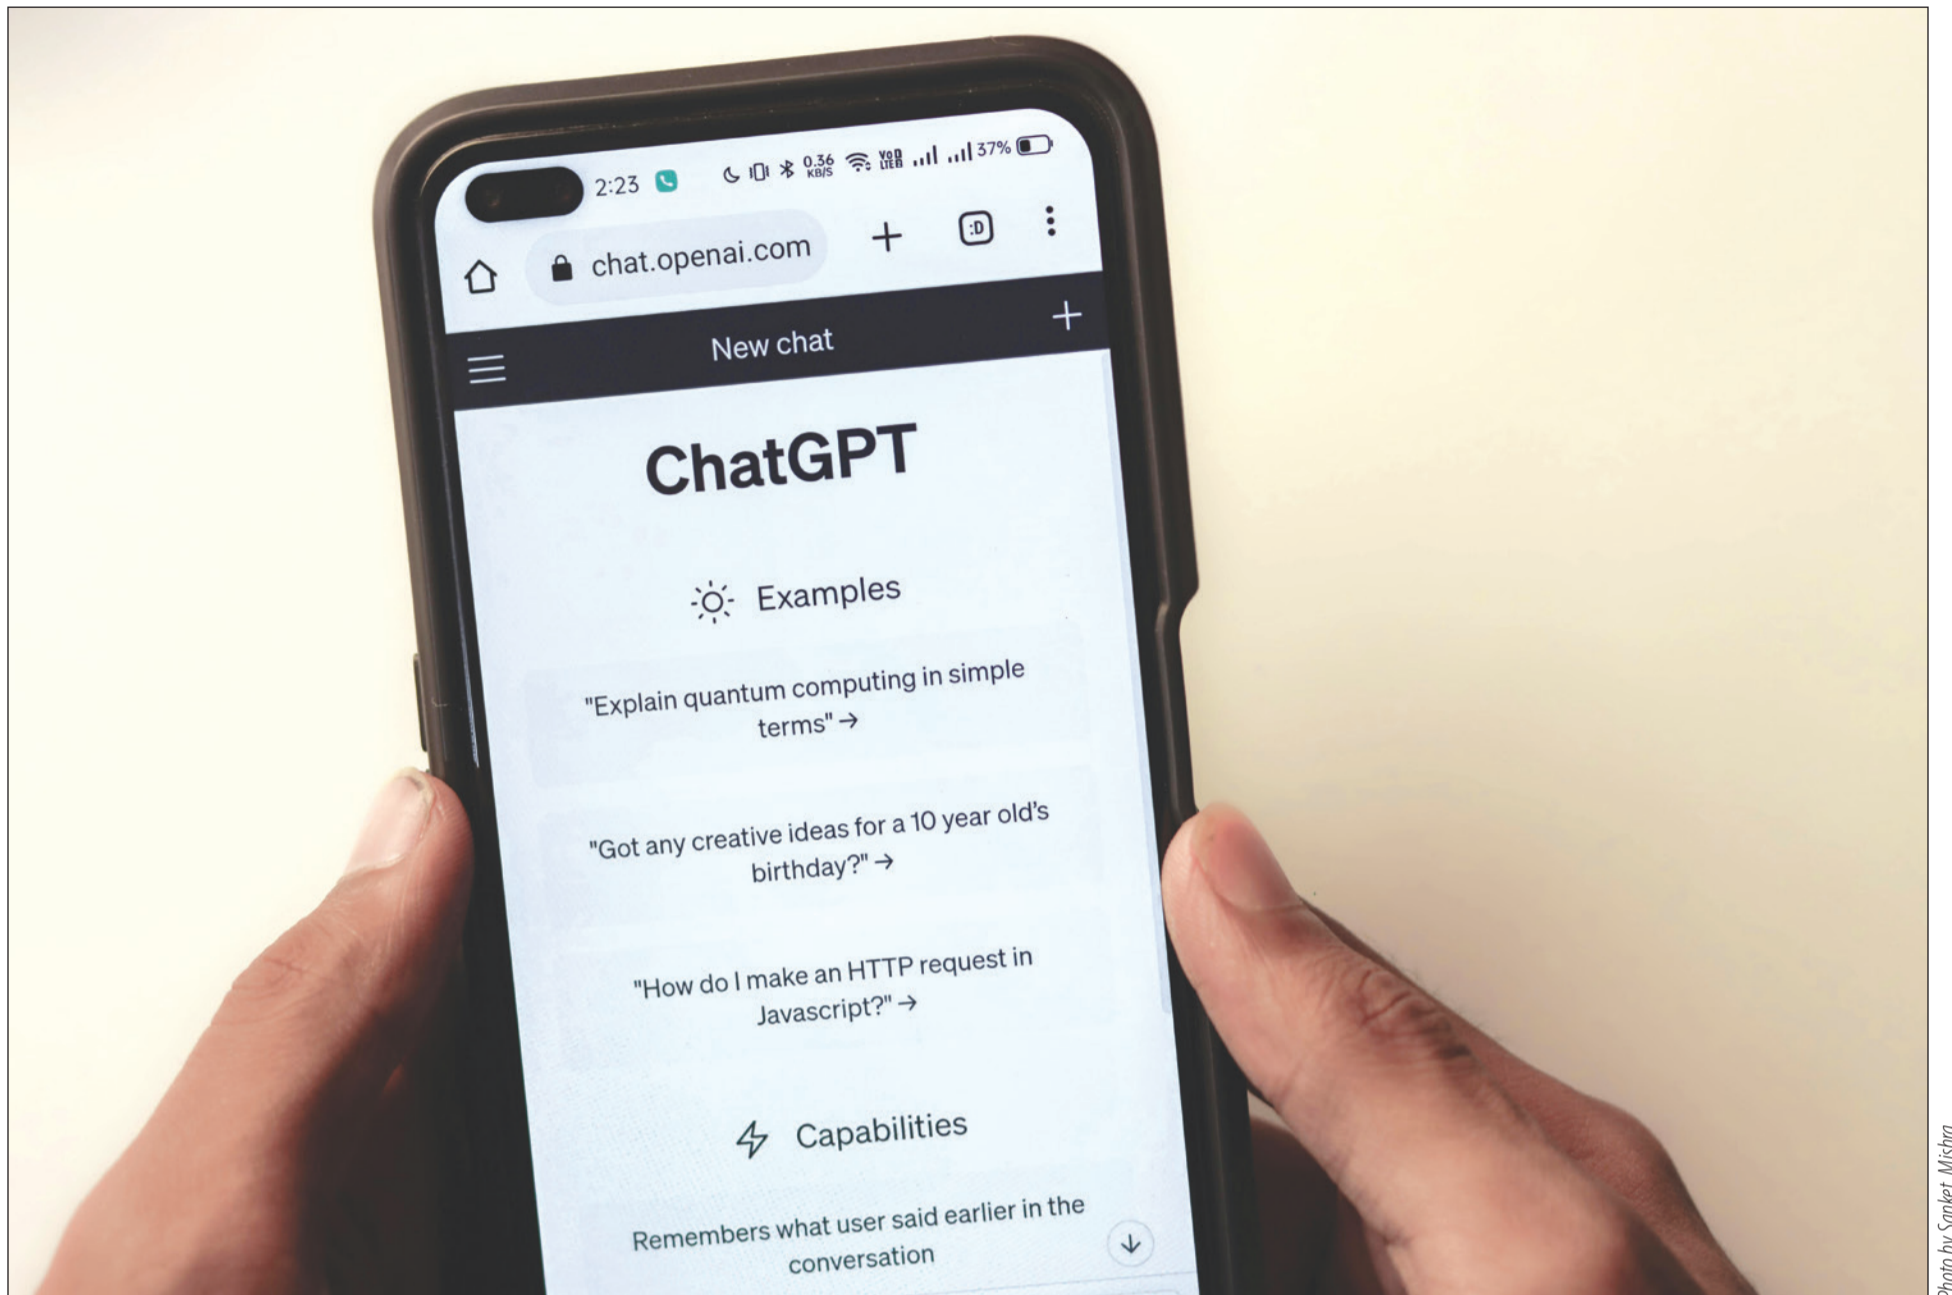 2:23 0.36 KB/S VoD LTE 37%
chat.openai.com :D
New chat
ChatGPT
Examples
"Explain quantum computing in simple
terms" →
"Got any creative ideas for a 10 year old's
birthday?" →
"How do I make an HTTP request in
Javascript?" →
Capabilities
Remembers what user said earlier in the
conversation
Photo by Sanket Mishra